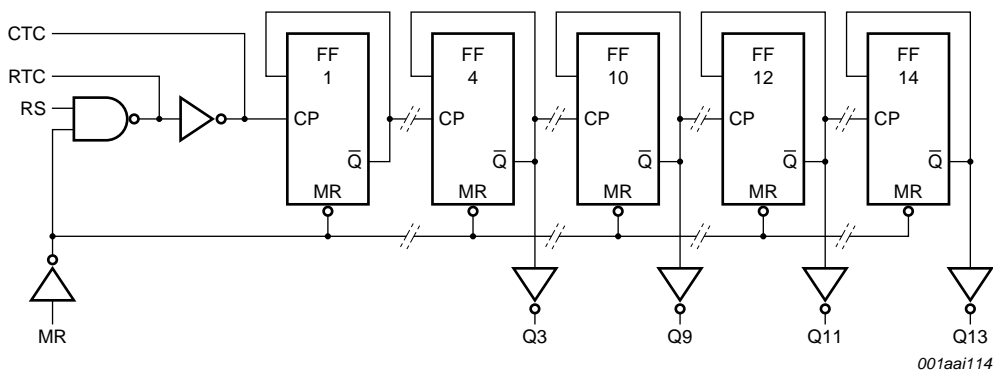 CTC
RTC
RS
FF
1
CP
Q̅
MR
FF
4
CP
Q̅
MR
FF
10
CP
Q̅
MR
FF
12
CP
Q̅
MR
FF
14
CP
Q̅
MR
MR
Q3
Q9
Q11
Q13
001aai114